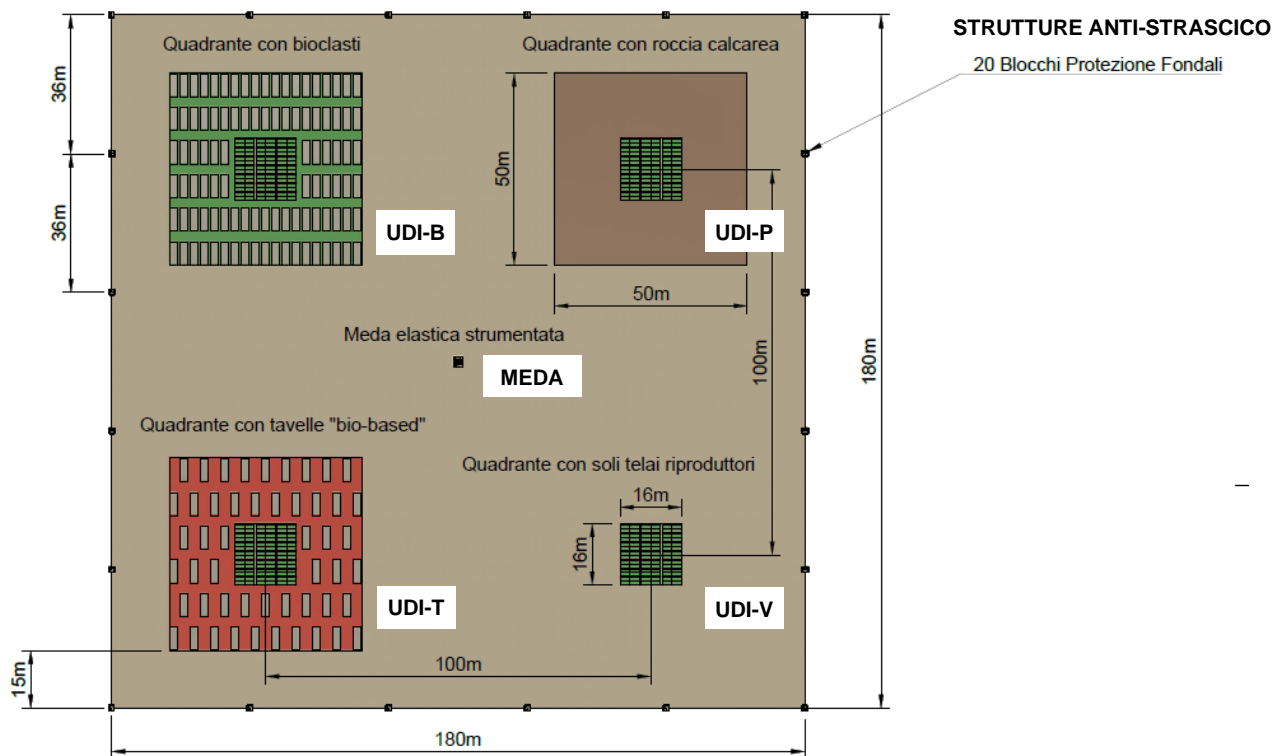 STRUTTURE ANTI-STRASCICO
20 Blocchi Protezione Fondali
Quadrante con bioclasti
Quadrante con roccia calcarea
36m
36m
50m
50m
UDI-B
UDI-P
Meda elastica strumentata
MEDA
100m
180m
Quadrante con tavelle "bio-based"
Quadrante con soli telai riproduttori
16m
16m
UDI-T
UDI-V
15m
100m
180m